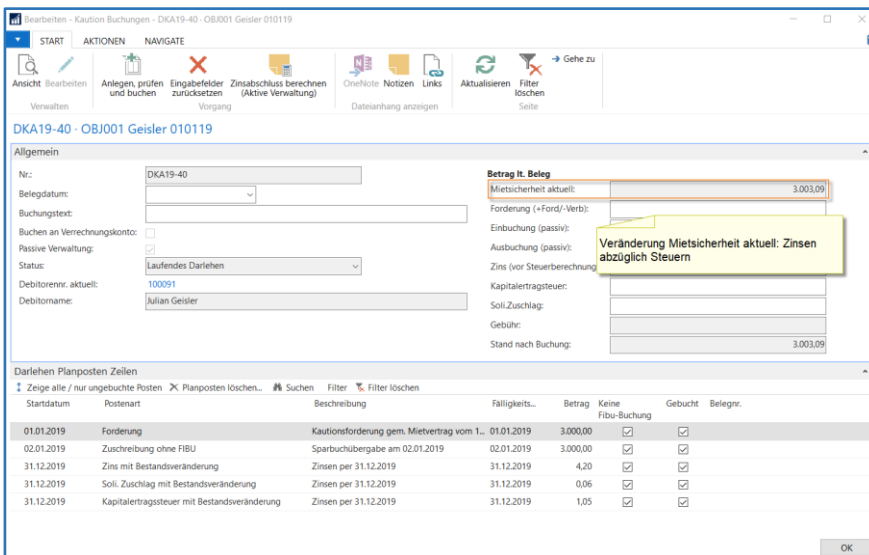 Bearbeiten - Kaution Buchungen - DKA19-40 · OBJ001 Geisler 010119
START AKTIONEN NAVIGATE
Ansicht Bearbeiten Anlegen, prüfen und buchen Eingabefelder zurücksetzen Zinsabschluss berechnen (Aktive Verwaltung) OneNote Notizen Links Aktualisieren Filter löschen Gehe zu
Verwalten Vorgang Dateianhang anzeigen Seite
DKA19-40 · OBJ001 Geisler 010119
Allgemein
Nr.: DKA19-40
Belegdatum:
Buchungstext:
Buchen an Verrechnungskonto:
Passive Verwaltung:
Status: Laufendes Darlehen
Debitorennr. aktuell: 100091
Debitorname: Julian Geisler
Betrag lt. Beleg
Mietsicherheit aktuell: 3.003,09
Forderung (+Ford/-Verb):
Einbuchung (passiv):
Ausbuchung (passiv):
Zins (vor Steuerberechnung
Kapitalertragsteuer:
Soli.Zuschlag:
Gebühr:
Stand nach Buchung: 3.003,09
Veränderung Mietsicherheit aktuell: Zinsen
abzüglich Steuern
Darlehen Planposten Zeilen
Zeige alle / nur ungebuchte Posten Planposten löschen... Suchen Filter Filter löschen
Startdatum Postenart Beschreibung Fälligkeits... Betrag Keine Fibu-Buchung Gebucht Belegnr.
01.01.2019 Forderung Kautionsforderung gem. Mietvertrag vom 1... 01.01.2019 3.000,00
02.01.2019 Zuschreibung ohne FIBU Sparbuchübergabe am 02.01.2019 02.01.2019 3.000,00
31.12.2019 Zins mit Bestandsveränderung Zinsen per 31.12.2019 31.12.2019 4,20
31.12.2019 Soli. Zuschlag mit Bestandsveränderung Zinsen per 31.12.2019 31.12.2019 0,06
31.12.2019 Kapitalertragssteuer mit Bestandsveränderung Zinsen per 31.12.2019 31.12.2019 1,05
OK